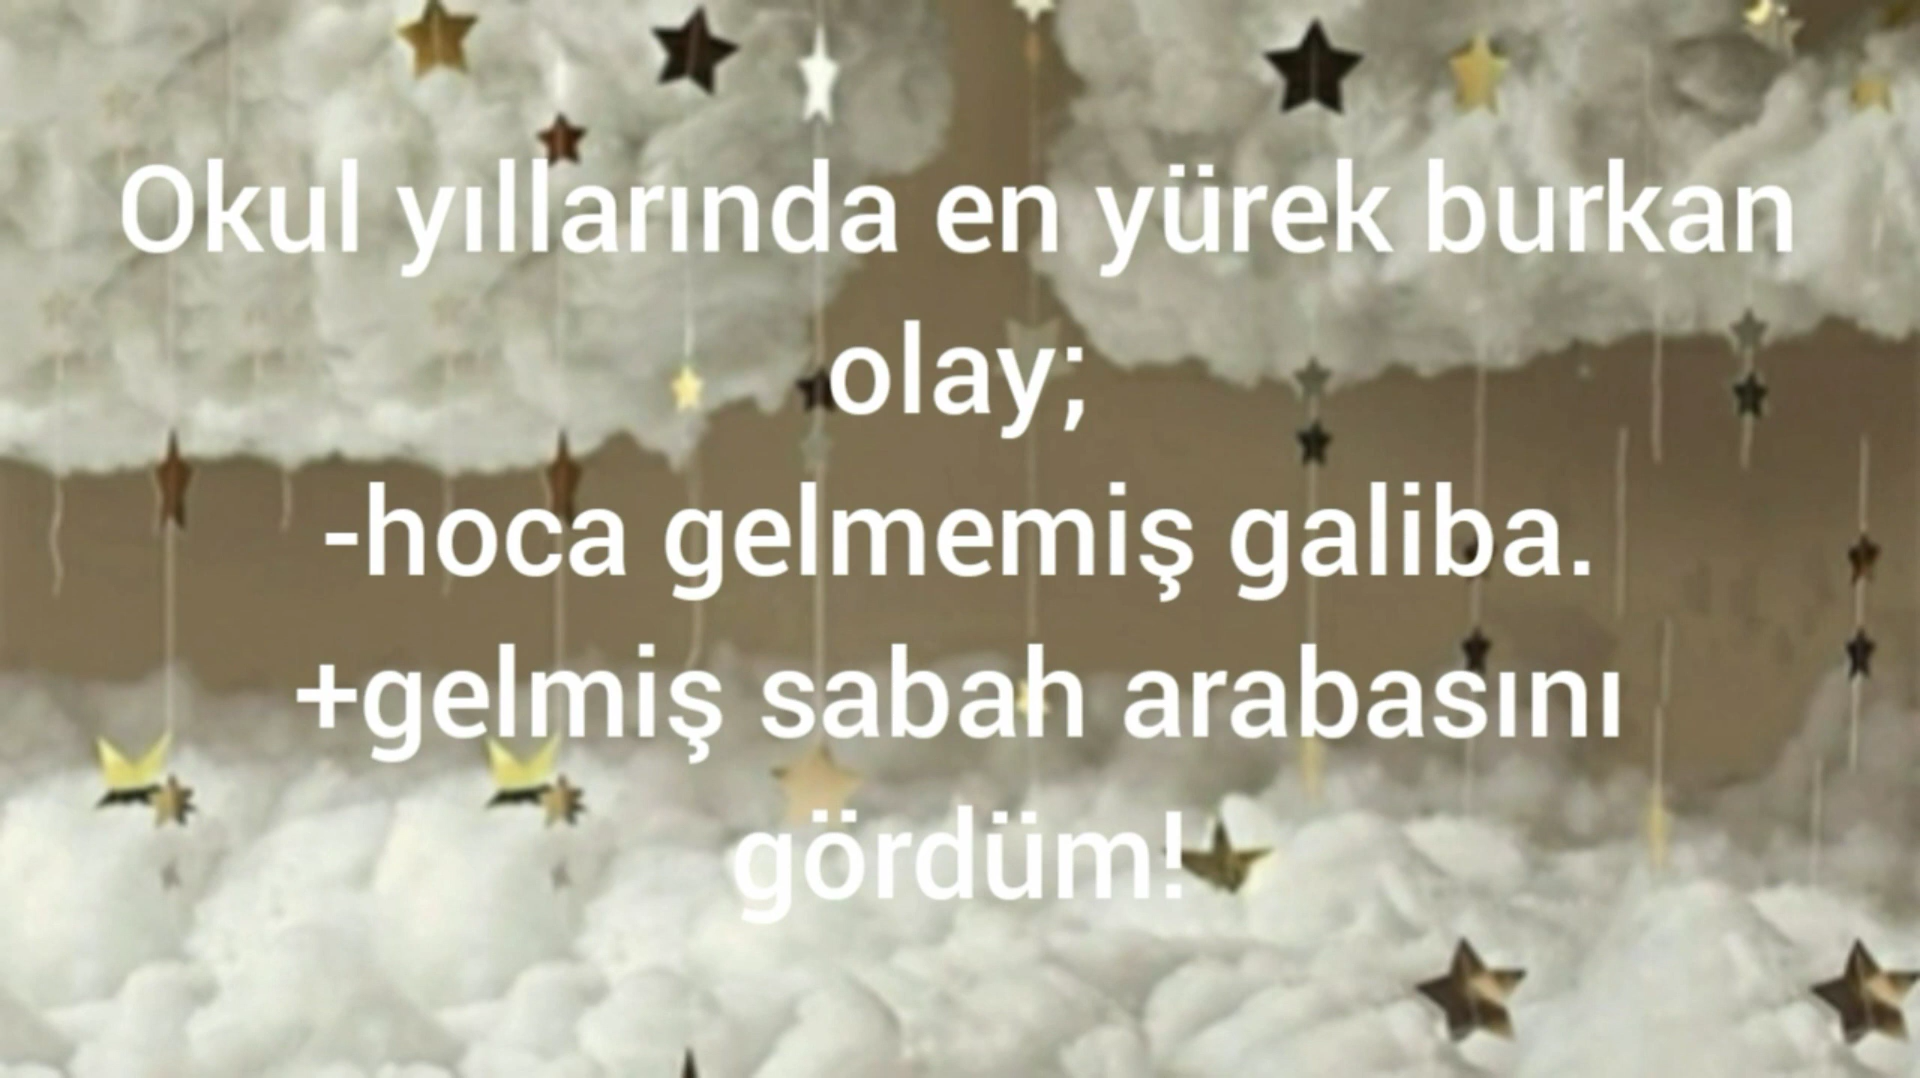 Okul yıllarında en yürek burkan
olay;
-hoca gelmemiş galiba.
+gelmiş sabah arabasını
gördüm!